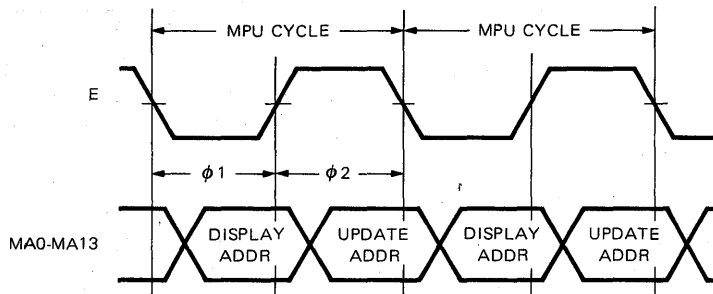 MPU CYCLE MPU CYCLE
E
ϕ1 ϕ2
MA0-MA13
DISPLAY ADDR
UPDATE ADDR
DISPLAY ADDR
UPDATE ADDR